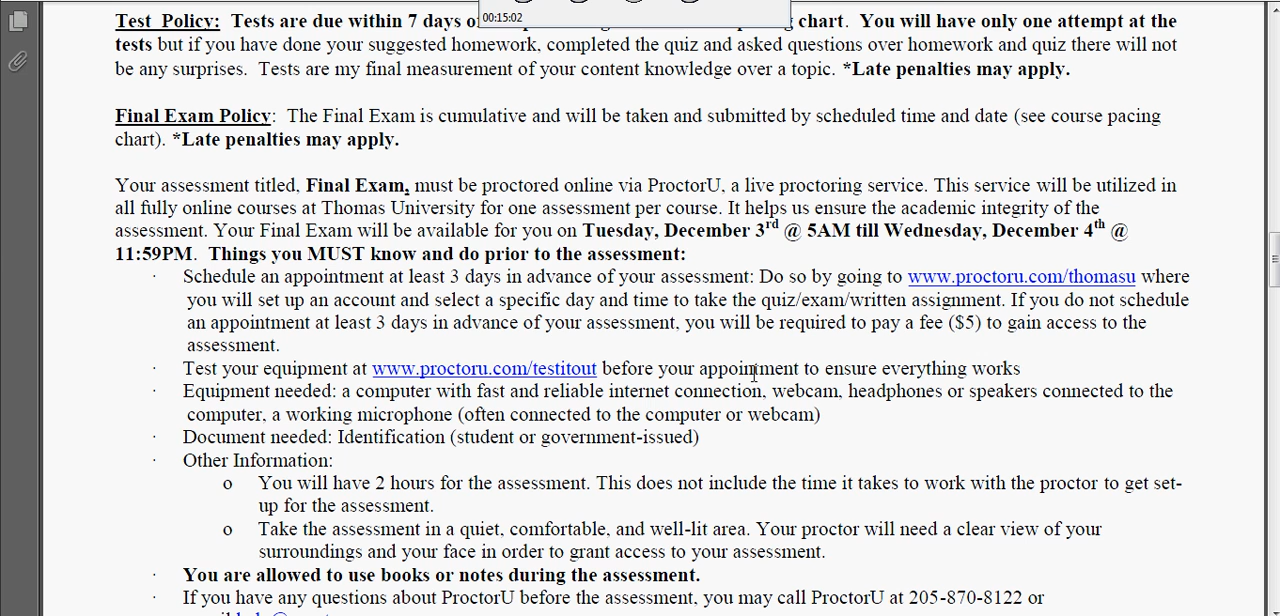 00:15:02
Test Policy: Tests are due within 7 days chart. You will have only one attempt at the
tests but if you have done your suggested homework, completed the quiz and asked questions over homework and quiz there will not
be any surprises. Tests are my final measurement of your content knowledge over a topic. *Late penalties may apply.
Final Exam Policy: The Final Exam is cumulative and will be taken and submitted by scheduled time and date (see course pacing
chart). *Late penalties may apply.
Your assessment titled, Final Exam, must be proctored online via ProctorU, a live proctoring service. This service will be utilized in
all fully online courses at Thomas University for one assessment per course. It helps us ensure the academic integrity of the
assessment. Your Final Exam will be available for you on Tuesday, December 3rd @ 5AM till Wednesday, December 4th @
11:59PM. Things you MUST know and do prior to the assessment:
· Schedule an appointment at least 3 days in advance of your assessment: Do so by going to www.proctoru.com/thomasu where
you will set up an account and select a specific day and time to take the quiz/exam/written assignment. If you do not schedule
an appointment at least 3 days in advance of your assessment, you will be required to pay a fee ($5) to gain access to the
assessment.
· Test your equipment at www.proctoru.com/testitout before your appointment to ensure everything works
· Equipment needed: a computer with fast and reliable internet connection, webcam, headphones or speakers connected to the
computer, a working microphone (often connected to the computer or webcam)
· Document needed: Identification (student or government-issued)
· Other Information:
o You will have 2 hours for the assessment. This does not include the time it takes to work with the proctor to get set-
up for the assessment.
o Take the assessment in a quiet, comfortable, and well-lit area. Your proctor will need a clear view of your
surroundings and your face in order to grant access to your assessment.
· You are allowed to use books or notes during the assessment.
· If you have any questions about ProctorU before the assessment, you may call ProctorU at 205-870-8122 or